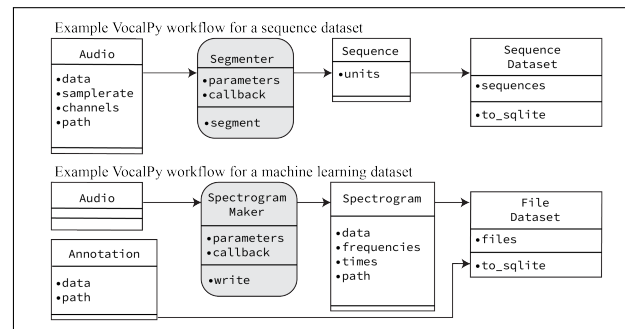 Example VocalPy workflow for a sequence dataset
Audio
•data
•samplerate
•channels
•path
Segmenter
•parameters
•callback
•segment
Sequence
•units
Sequence
Dataset
•sequences
•to_sqlite
Example VocalPy workflow for a machine learning dataset
Audio
Spectrogram
Maker
•parameters
•callback
•write
Spectrogram
•data
•frequencies
•times
•path
File
Dataset
•files
•to_sqlite
Annotation
•data
•path